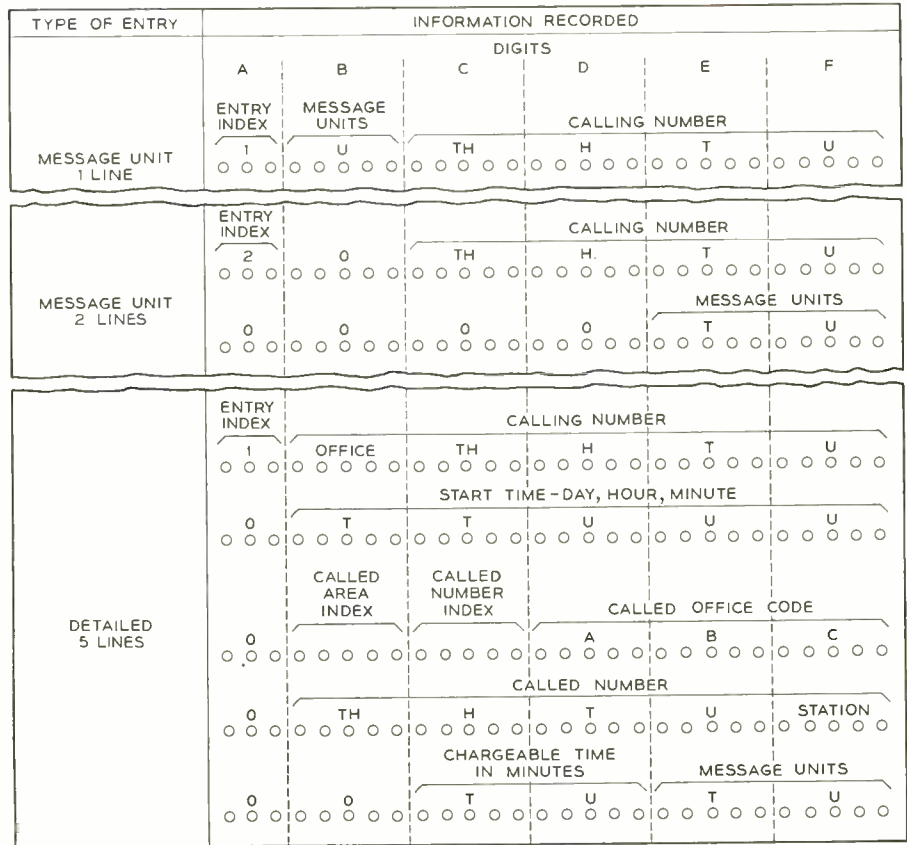 TYPE OF ENTRY INFORMATION RECORDED
DIGITS
A B C D E F
ENTRY INDEX MESSAGE UNITS CALLING NUMBER
1 U TH H T U
MESSAGE UNIT
1 LINE
ENTRY INDEX CALLING NUMBER
2 0 TH H. T U
MESSAGE UNIT
2 LINES
MESSAGE UNITS
0 0 0 0 T U
ENTRY INDEX CALLING NUMBER
1 OFFICE TH H T U
START TIME-DAY, HOUR, MINUTE
0 T T U U U
CALLED AREA INDEX CALLED NUMBER INDEX CALLED OFFICE CODE
DETAILED
5 LINES
0 A B C
CALLED NUMBER
0 TH H T U STATION
CHARGEABLE TIME IN MINUTES MESSAGE UNITS
0 0 T U T U